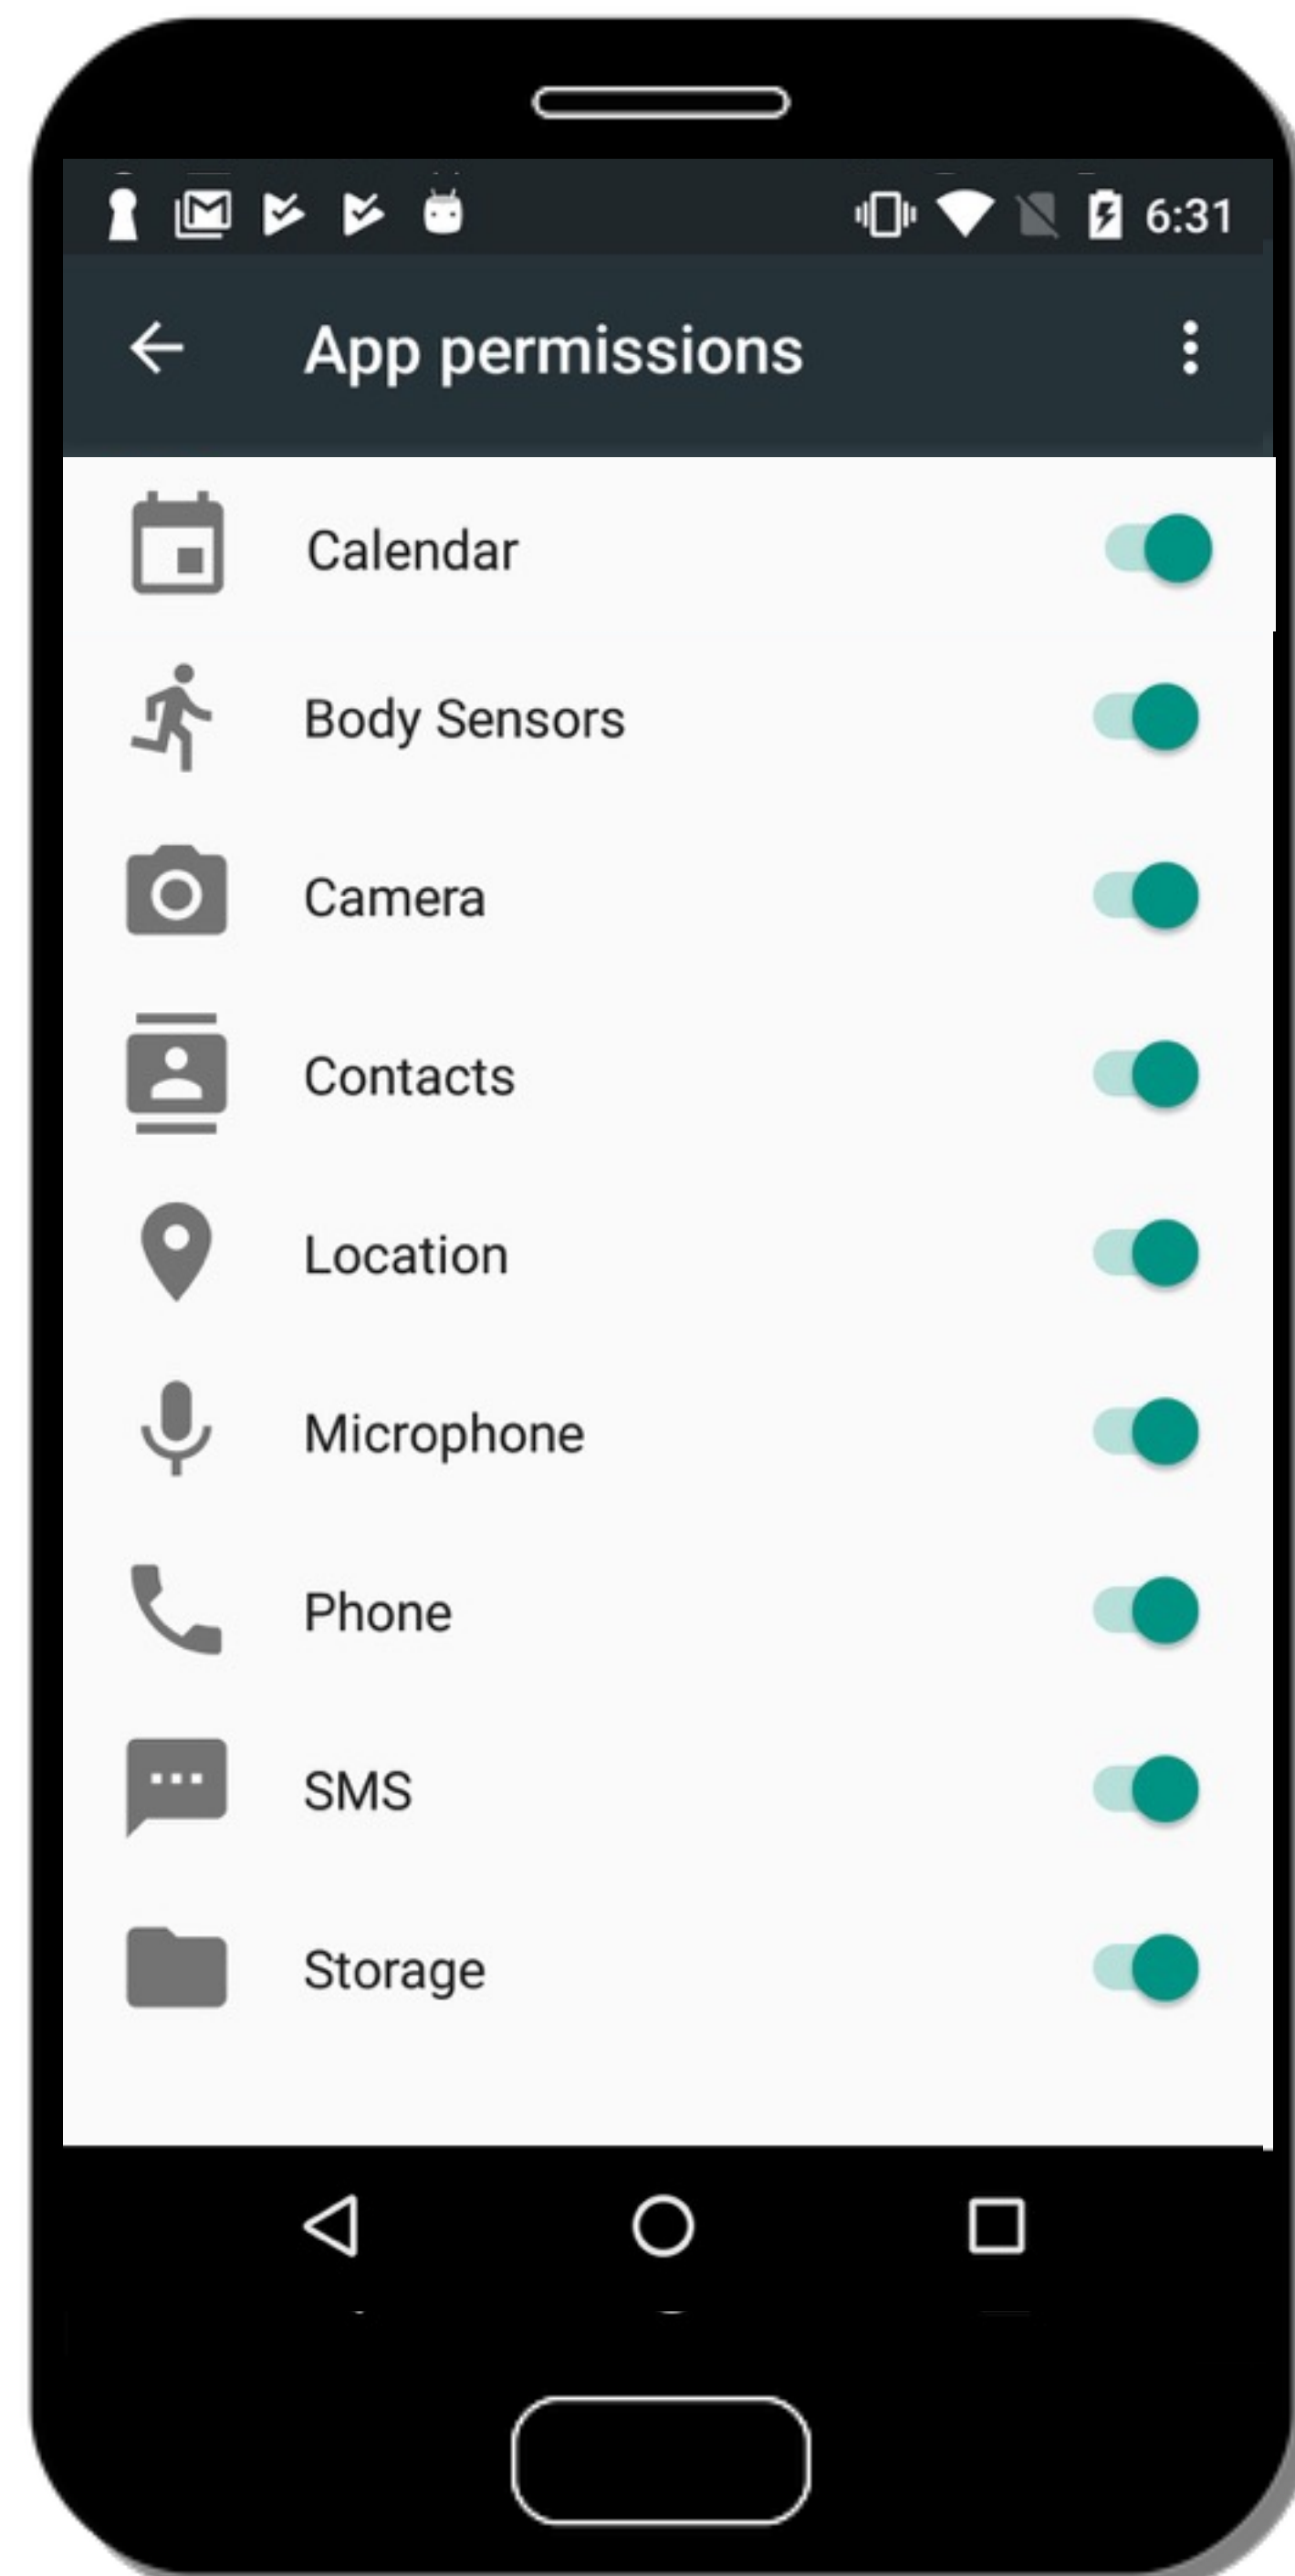 6:31
App permissions
Calendar
Body Sensors
Camera
Contacts
Location
Microphone
Phone
SMS
Storage